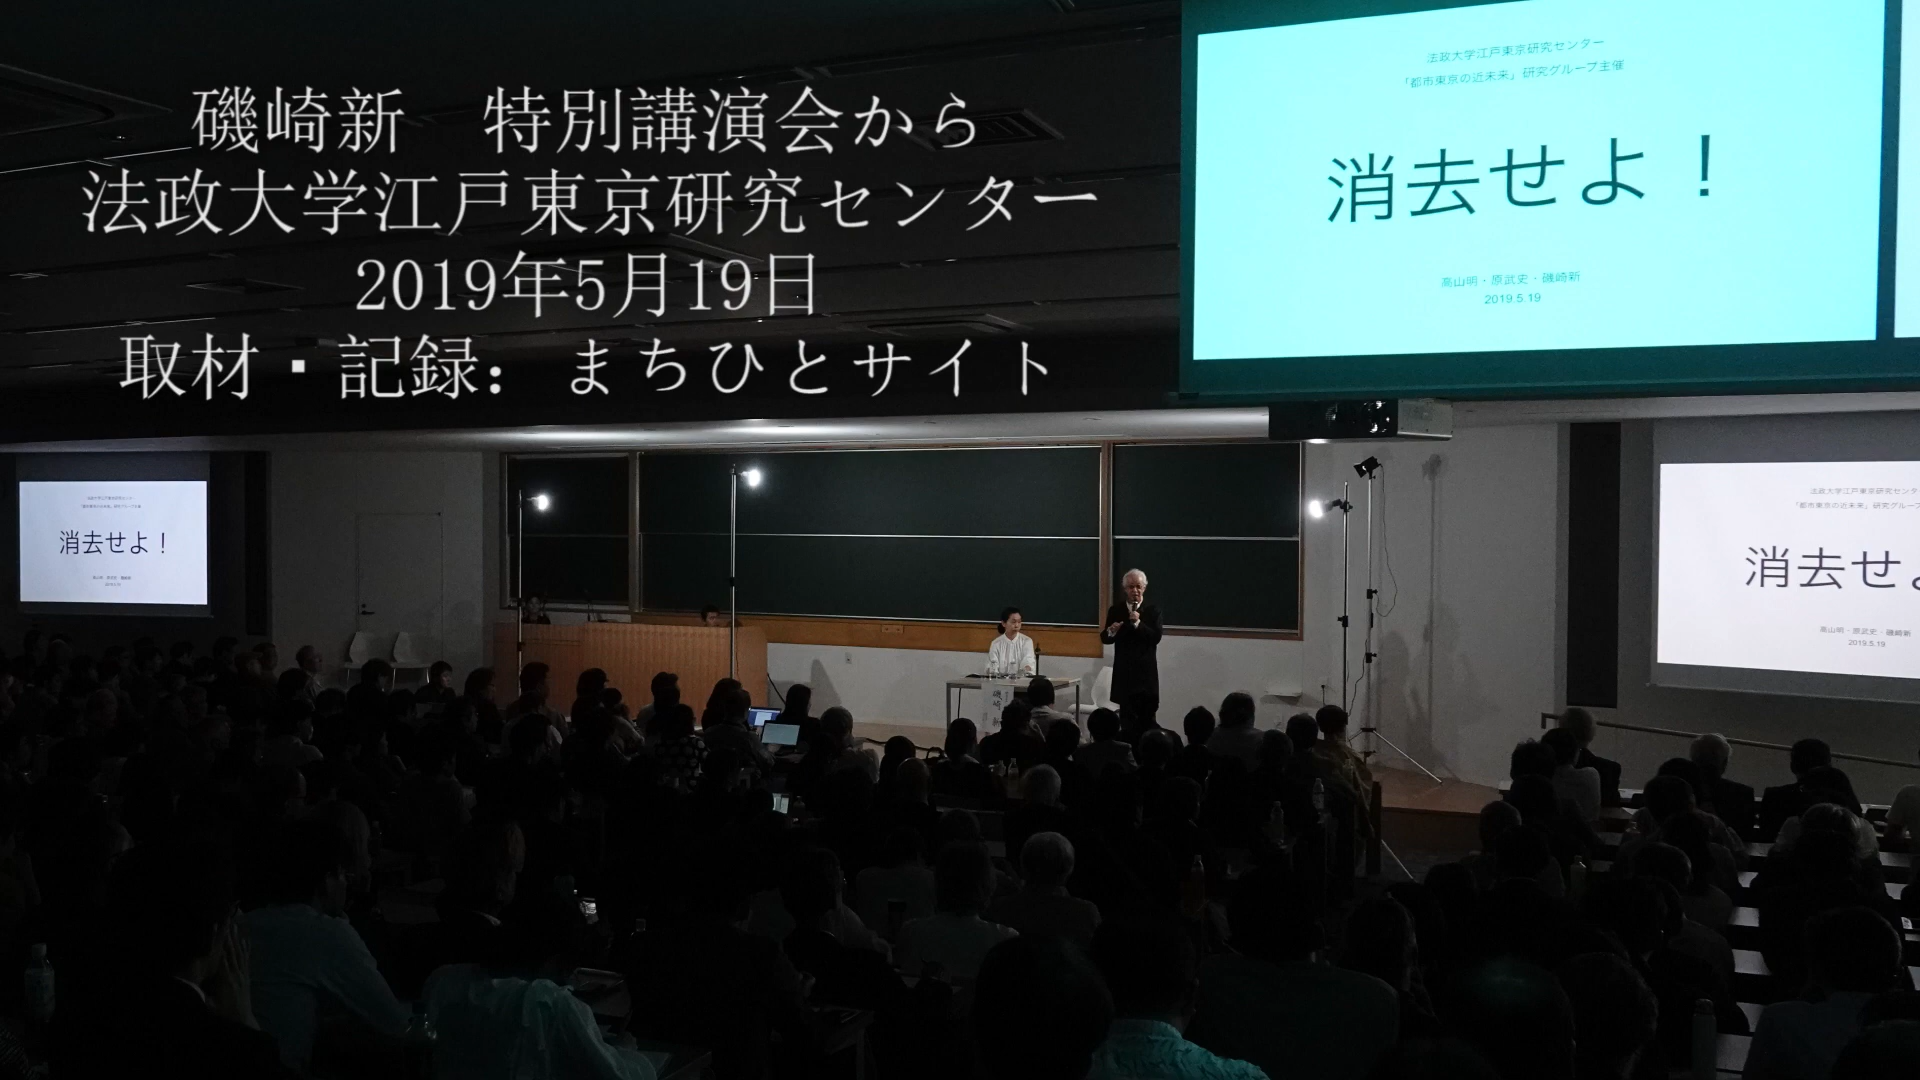 磯崎新　特別講演会から
法政大学江戸東京研究センター
2019年5月19日
取材・記録：まちひとサイト
法政大学江戸東京研究センター
「都市東京の近未来」研究グループ主催
消去せよ！
高山明・原武史・磯崎新
2019.5.19
消去せよ！
法政大学江戸東京研究センタ
「都市東京の近未来」研究グループ
消去せ
高山明・原武史・磯崎新
2019.5.19
磯崎 新